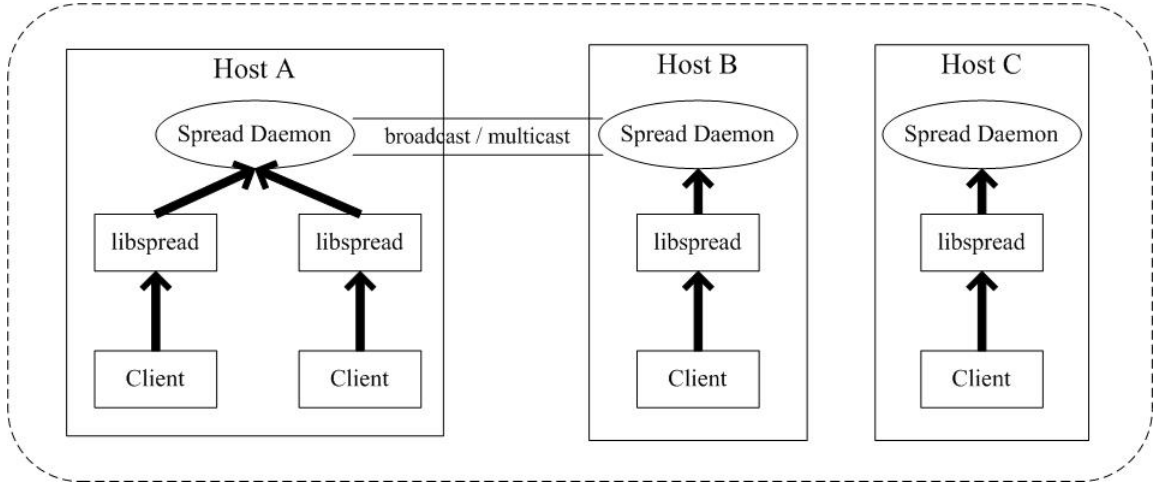 Host A
Host B
Host C
Spread Daemon
broadcast / multicast
Spread Daemon
Spread Daemon
libspread
libspread
libspread
libspread
Client
Client
Client
Client